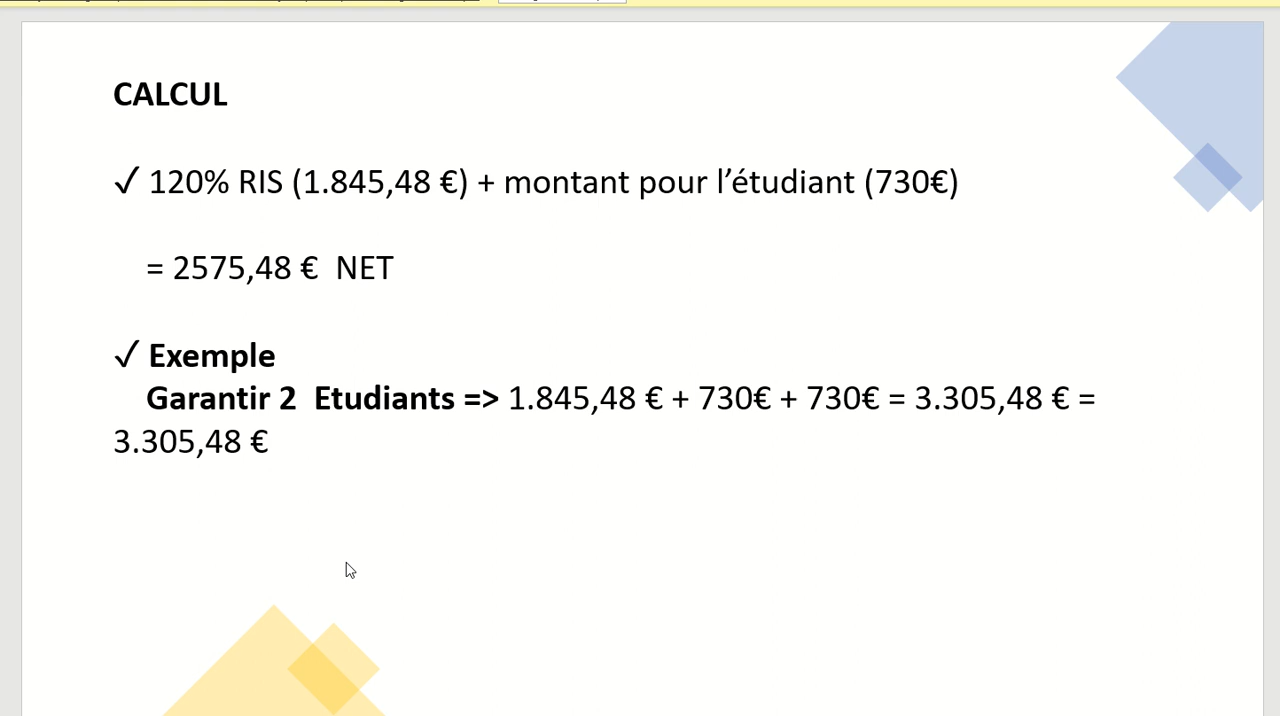 CALCUL
✓ 120% RIS (1.845,48 €) + montant pour l’étudiant (730€)
= 2575,48 € NET
✓ Exemple
Garantir 2 Etudiants => 1.845,48 € + 730€ + 730€ = 3.305,48 € =
3.305,48 €